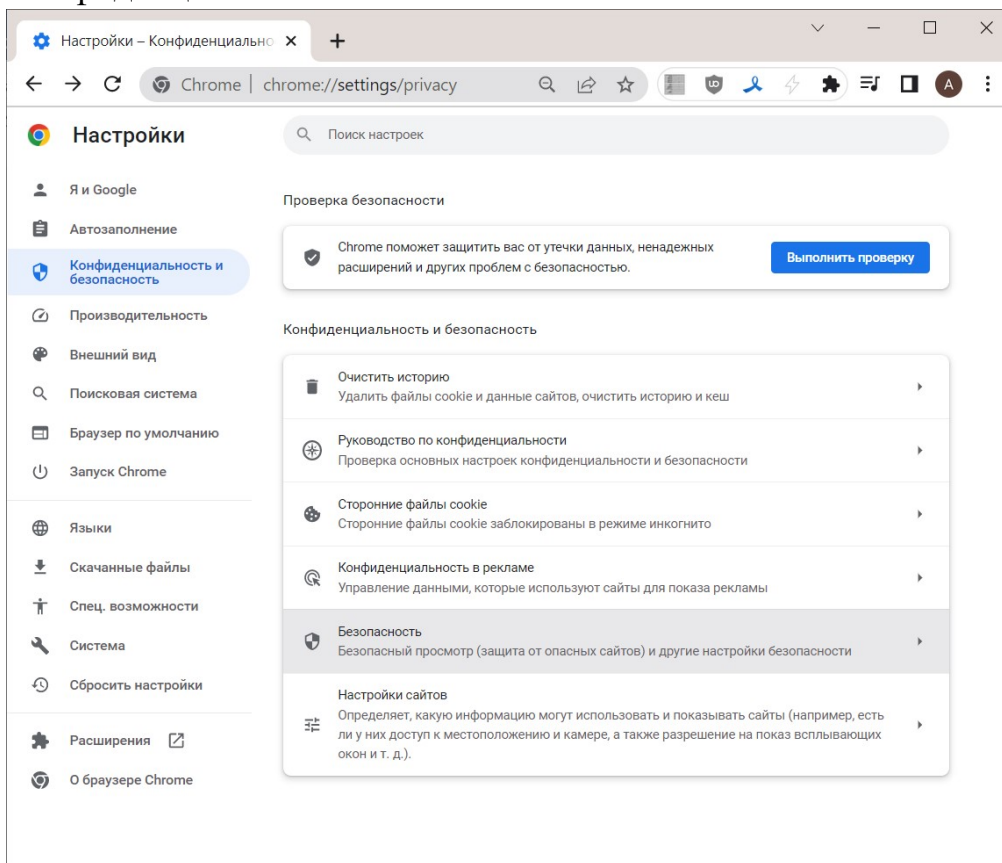 Настройки – Конфиденциально
Chrome | chrome://settings/privacy
A
Настройки
Поиск настроек
Я и Google
Автозаполнение
Конфиденциальность и
безопасность
Производительность
Внешний вид
Поисковая система
Браузер по умолчанию
Запуск Chrome
Языки
Скачанные файлы
Спец. возможности
Система
Сбросить настройки
Расширения
О браузере Chrome
Проверка безопасности
Chrome поможет защитить вас от утечки данных, ненадежных
расширений и других проблем с безопасностью.
Выполнить проверку
Конфиденциальность и безопасность
Очистить историю
Удалить файлы cookie и данные сайтов, очистить историю и кеш
Руководство по конфиденциальности
Проверка основных настроек конфиденциальности и безопасности
Сторонние файлы cookie
Сторонние файлы cookie заблокированы в режиме инкогнито
Конфиденциальность в рекламе
Управление данными, которые используют сайты для показа рекламы
Безопасность
Безопасный просмотр (защита от опасных сайтов) и другие настройки безопасности
Настройки сайтов
Определяет, какую информацию могут использовать и показывать сайты (например, есть
ли у них доступ к местоположению и камере, а также разрешение на показ всплывающих
окон и т. д.).